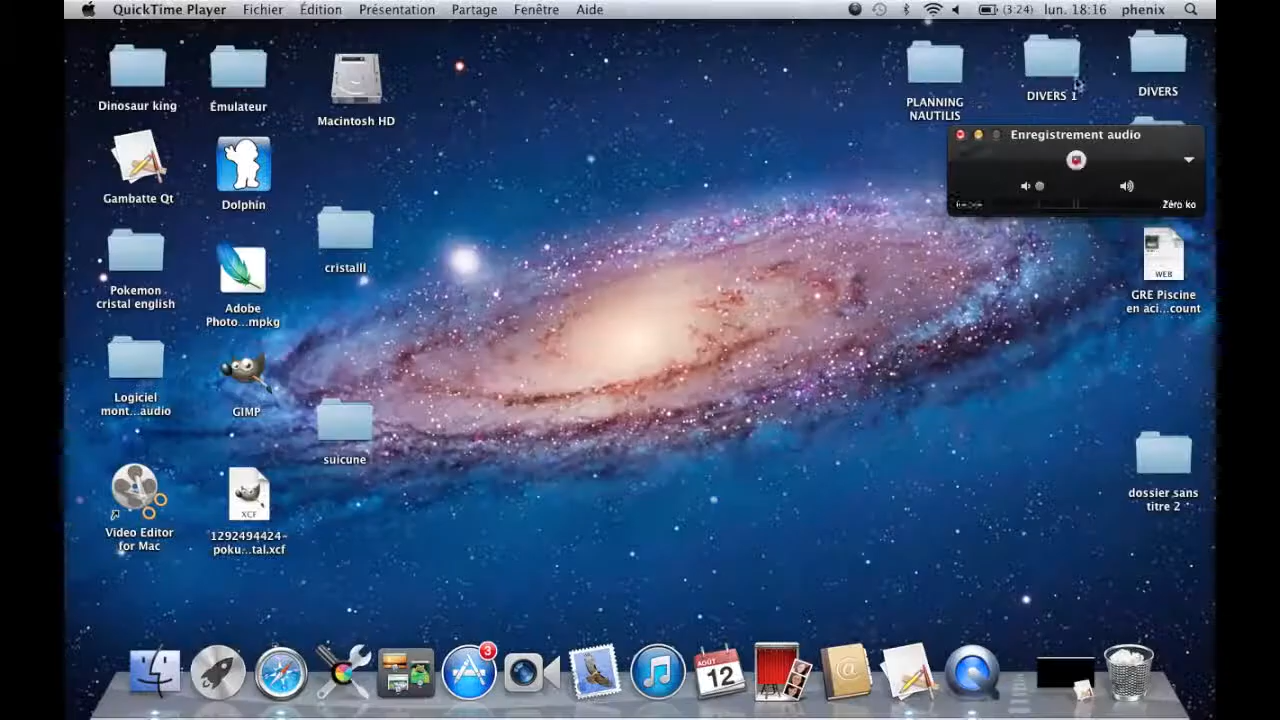 QuickTime Player Fichier Édition Présentation Partage Fenêtre Aide (3:24) lun. 18:16 phenix
Dinosaur king
Émulateur
Macintosh HD
PLANNING
NAUTILIS
DIVERS 1
DIVERS
Enregistrement audio
Zéro ko
Gambatte Qt
Dolphin
cristalll
Pokemon
cristal english
Adobe
Photo...mpkg
WEB
GRE Piscine
en aci...count
Logiciel
mont...audio
GIMP
suicune
dossier sans
titre 2
Video Editor
for Mac
XCF
1292494424-
poku...tal.xcf
3
AOÛT
12